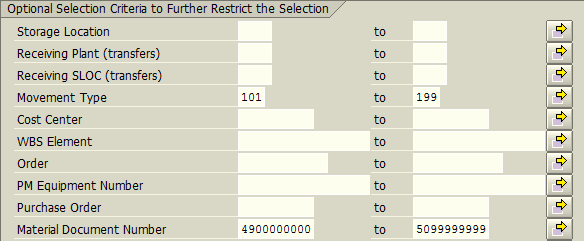 Optional Selection Criteria to Further Restrict the Selection
Storage Location to
Receiving Plant (transfers) to
Receiving SLOC (transfers) to
Movement Type 101 to 199
Cost Center to
WBS Element to
Order to
PM Equipment Number to
Purchase Order to
Material Document Number 4900000000 to 5099999999